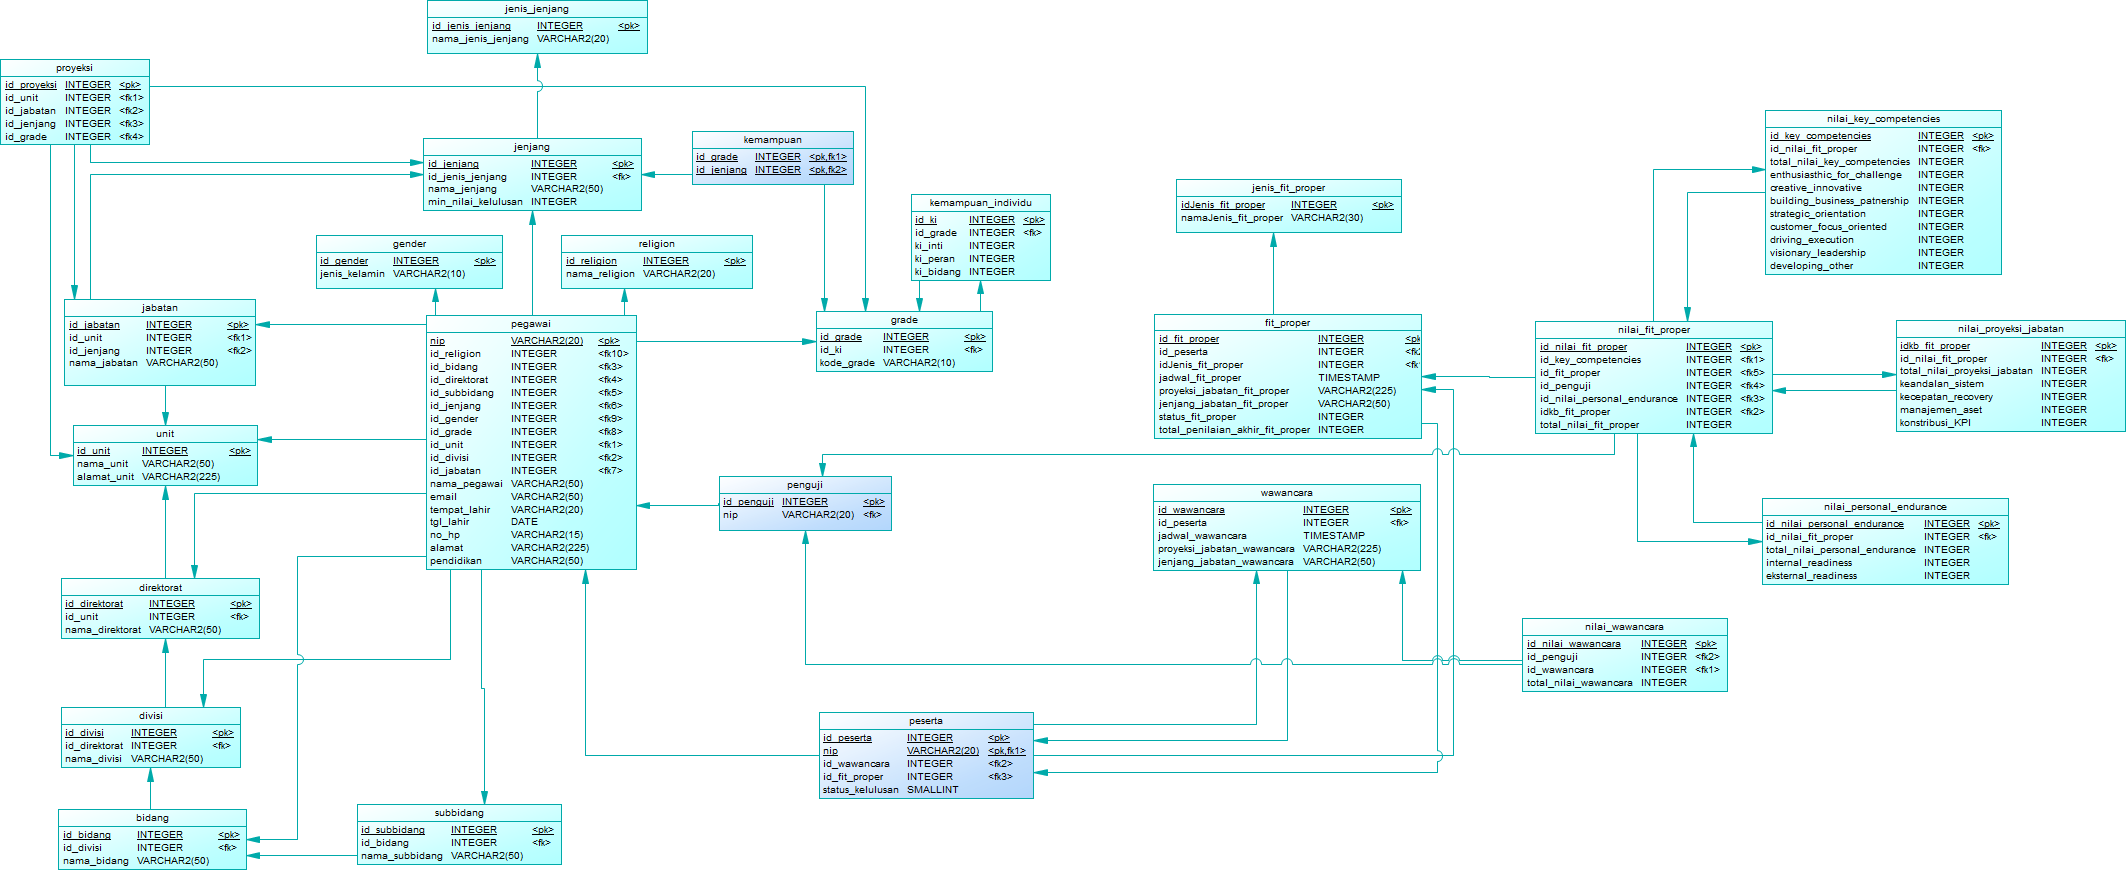 jenis_jenjang
id_jenis_jenjang INTEGER <pk>
nama_jenis_jenjang VARCHAR2(20)
proyeksi
id_proyeksi INTEGER <pk>
id_unit INTEGER <fk1>
id_jabatan INTEGER <fk2>
id_jenjang INTEGER <fk3>
id_grade INTEGER <fk4>
jenjang
id_jenjang INTEGER <pk>
id_jenis_jenjang INTEGER <fk>
nama_jenjang VARCHAR2(50)
min_nilai_kelulusan INTEGER
kemampuan
id_grade INTEGER <pk,fk1>
id_jenjang INTEGER <pk,fk2>
kemampuan_individu
id_ki INTEGER <pk>
id_grade INTEGER <fk>
ki_inti INTEGER
ki_peran INTEGER
ki_bidang INTEGER
jenis_fit_proper
idJenis_fit_proper INTEGER <pk>
namaJenis_fit_proper VARCHAR2(30)
nilai_key_competencies
id_key_competencies INTEGER <pk>
id_nilai_fit_proper INTEGER <fk>
total_nilai_key_competencies INTEGER
enthusiasthic_for_challenge INTEGER
creative_innovative INTEGER
building_business_patnership INTEGER
strategic_orientation INTEGER
customer_focus_oriented INTEGER
driving_execution INTEGER
visionary_leadership INTEGER
developing_other INTEGER
gender
id_gender INTEGER <pk>
jenis_kelamin VARCHAR2(10)
religion
id_religion INTEGER <pk>
nama_religion VARCHAR2(20)
jabatan
id_jabatan INTEGER <pk>
id_unit INTEGER <fk1>
id_jenjang INTEGER <fk2>
nama_jabatan VARCHAR2(50)
pegawai
nip VARCHAR2(20) <pk>
id_religion INTEGER <fk10>
id_bidang INTEGER <fk3>
id_direktorat INTEGER <fk4>
id_subbidang INTEGER <fk5>
id_jenjang INTEGER <fk6>
id_gender INTEGER <fk9>
id_grade INTEGER <fk8>
id_unit INTEGER <fk1>
id_divisi INTEGER <fk2>
id_jabatan INTEGER <fk7>
nama_pegawai VARCHAR2(50)
email VARCHAR2(50)
tempat_lahir VARCHAR2(20)
tgl_lahir DATE
no_hp VARCHAR2(15)
alamat VARCHAR2(225)
pendidikan VARCHAR2(50)
grade
id_grade INTEGER <pk>
id_ki INTEGER <fk>
kode_grade VARCHAR2(10)
fit_proper
id_fit_proper INTEGER <pk
id_peserta INTEGER <fk
idJenis_fit_proper INTEGER <fk
jadwal_fit_proper TIMESTAMP
proyeksi_jabatan_fit_proper VARCHAR2(225)
jenjang_jabatan_fit_proper VARCHAR2(50)
status_fit_proper INTEGER
total_penilaian_akhir_fit_proper INTEGER
nilai_fit_proper
id_nilai_fit_proper INTEGER <pk>
id_key_competencies INTEGER <fk1>
id_fit_proper INTEGER <fk5>
id_penguji INTEGER <fk4>
id_nilai_personal_endurance INTEGER <fk3>
idkb_fit_proper INTEGER <fk2>
total_nilai_fit_proper INTEGER
nilai_proyeksi_jabatan
idkb_fit_proper INTEGER <pk>
id_nilai_fit_proper INTEGER <fk>
total_nilai_proyeksi_jabatan INTEGER
keandalan_sistem INTEGER
kecepatan_recovery INTEGER
manajemen_aset INTEGER
konstribusi_KPI INTEGER
unit
id_unit INTEGER <pk>
nama_unit VARCHAR2(50)
alamat_unit VARCHAR2(225)
penguji
id_penguji INTEGER <pk>
nip VARCHAR2(20) <fk>
wawancara
id_wawancara INTEGER <pk>
id_peserta INTEGER <fk>
jadwal_wawancara TIMESTAMP
proyeksi_jabatan_wawancara VARCHAR2(225)
jenjang_jabatan_wawancara VARCHAR2(50)
nilai_personal_endurance
id_nilai_personal_endurance INTEGER <pk>
id_nilai_fit_proper INTEGER <fk>
total_nilai_personal_endurance INTEGER
internal_readiness INTEGER
eksternal_readiness INTEGER
direktorat
id_direktorat INTEGER <pk>
id_unit INTEGER <fk>
nama_direktorat VARCHAR2(50)
nilai_wawancara
id_nilai_wawancara INTEGER <pk>
id_penguji INTEGER <fk2>
id_wawancara INTEGER <fk1>
total_nilai_wawancara INTEGER
divisi
id_divisi INTEGER <pk>
id_direktorat INTEGER <fk>
nama_divisi VARCHAR2(50)
peserta
id_peserta INTEGER <pk>
nip VARCHAR2(20) <pk,fk1>
id_wawancara INTEGER <fk2>
id_fit_proper INTEGER <fk3>
status_kelulusan SMALLINT
bidang
id_bidang INTEGER <pk>
id_divisi INTEGER <fk>
nama_bidang VARCHAR2(50)
subbidang
id_subbidang INTEGER <pk>
id_bidang INTEGER <fk>
nama_subbidang VARCHAR2(50)